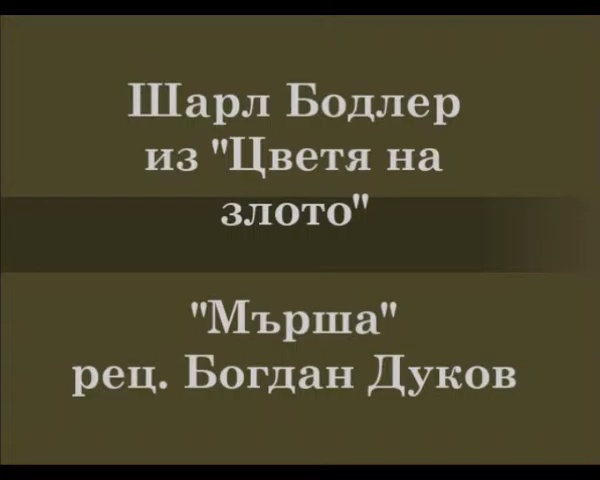 Шарл Бодлер
из "Цветя на
злото"
"Мърша"
рец. Богдан Дуков